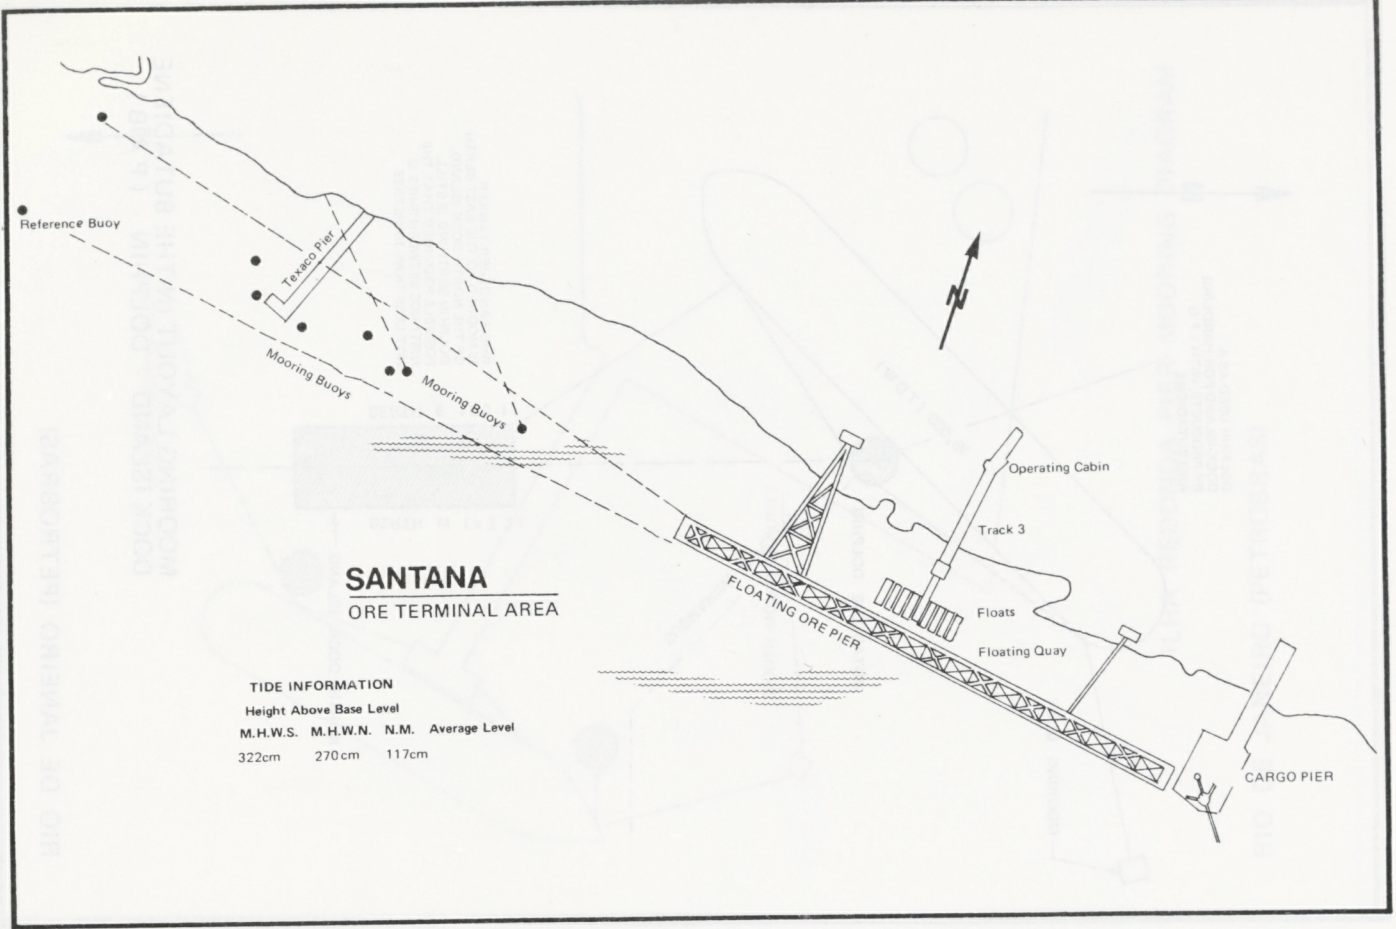 Reference Buoy
Texaco Pier
Mooring Buoys
Mooring Buoys
N
Operating Cabin
Track 3
Floats
Floating Quay
FLOATING ORE PIER
CARGO PIER
SANTANA
ORE TERMINAL AREA
TIDE INFORMATION
Height Above Base Level
M.H.W.S. M.H.W.N. N.M. Average Level
322cm 270cm 117cm